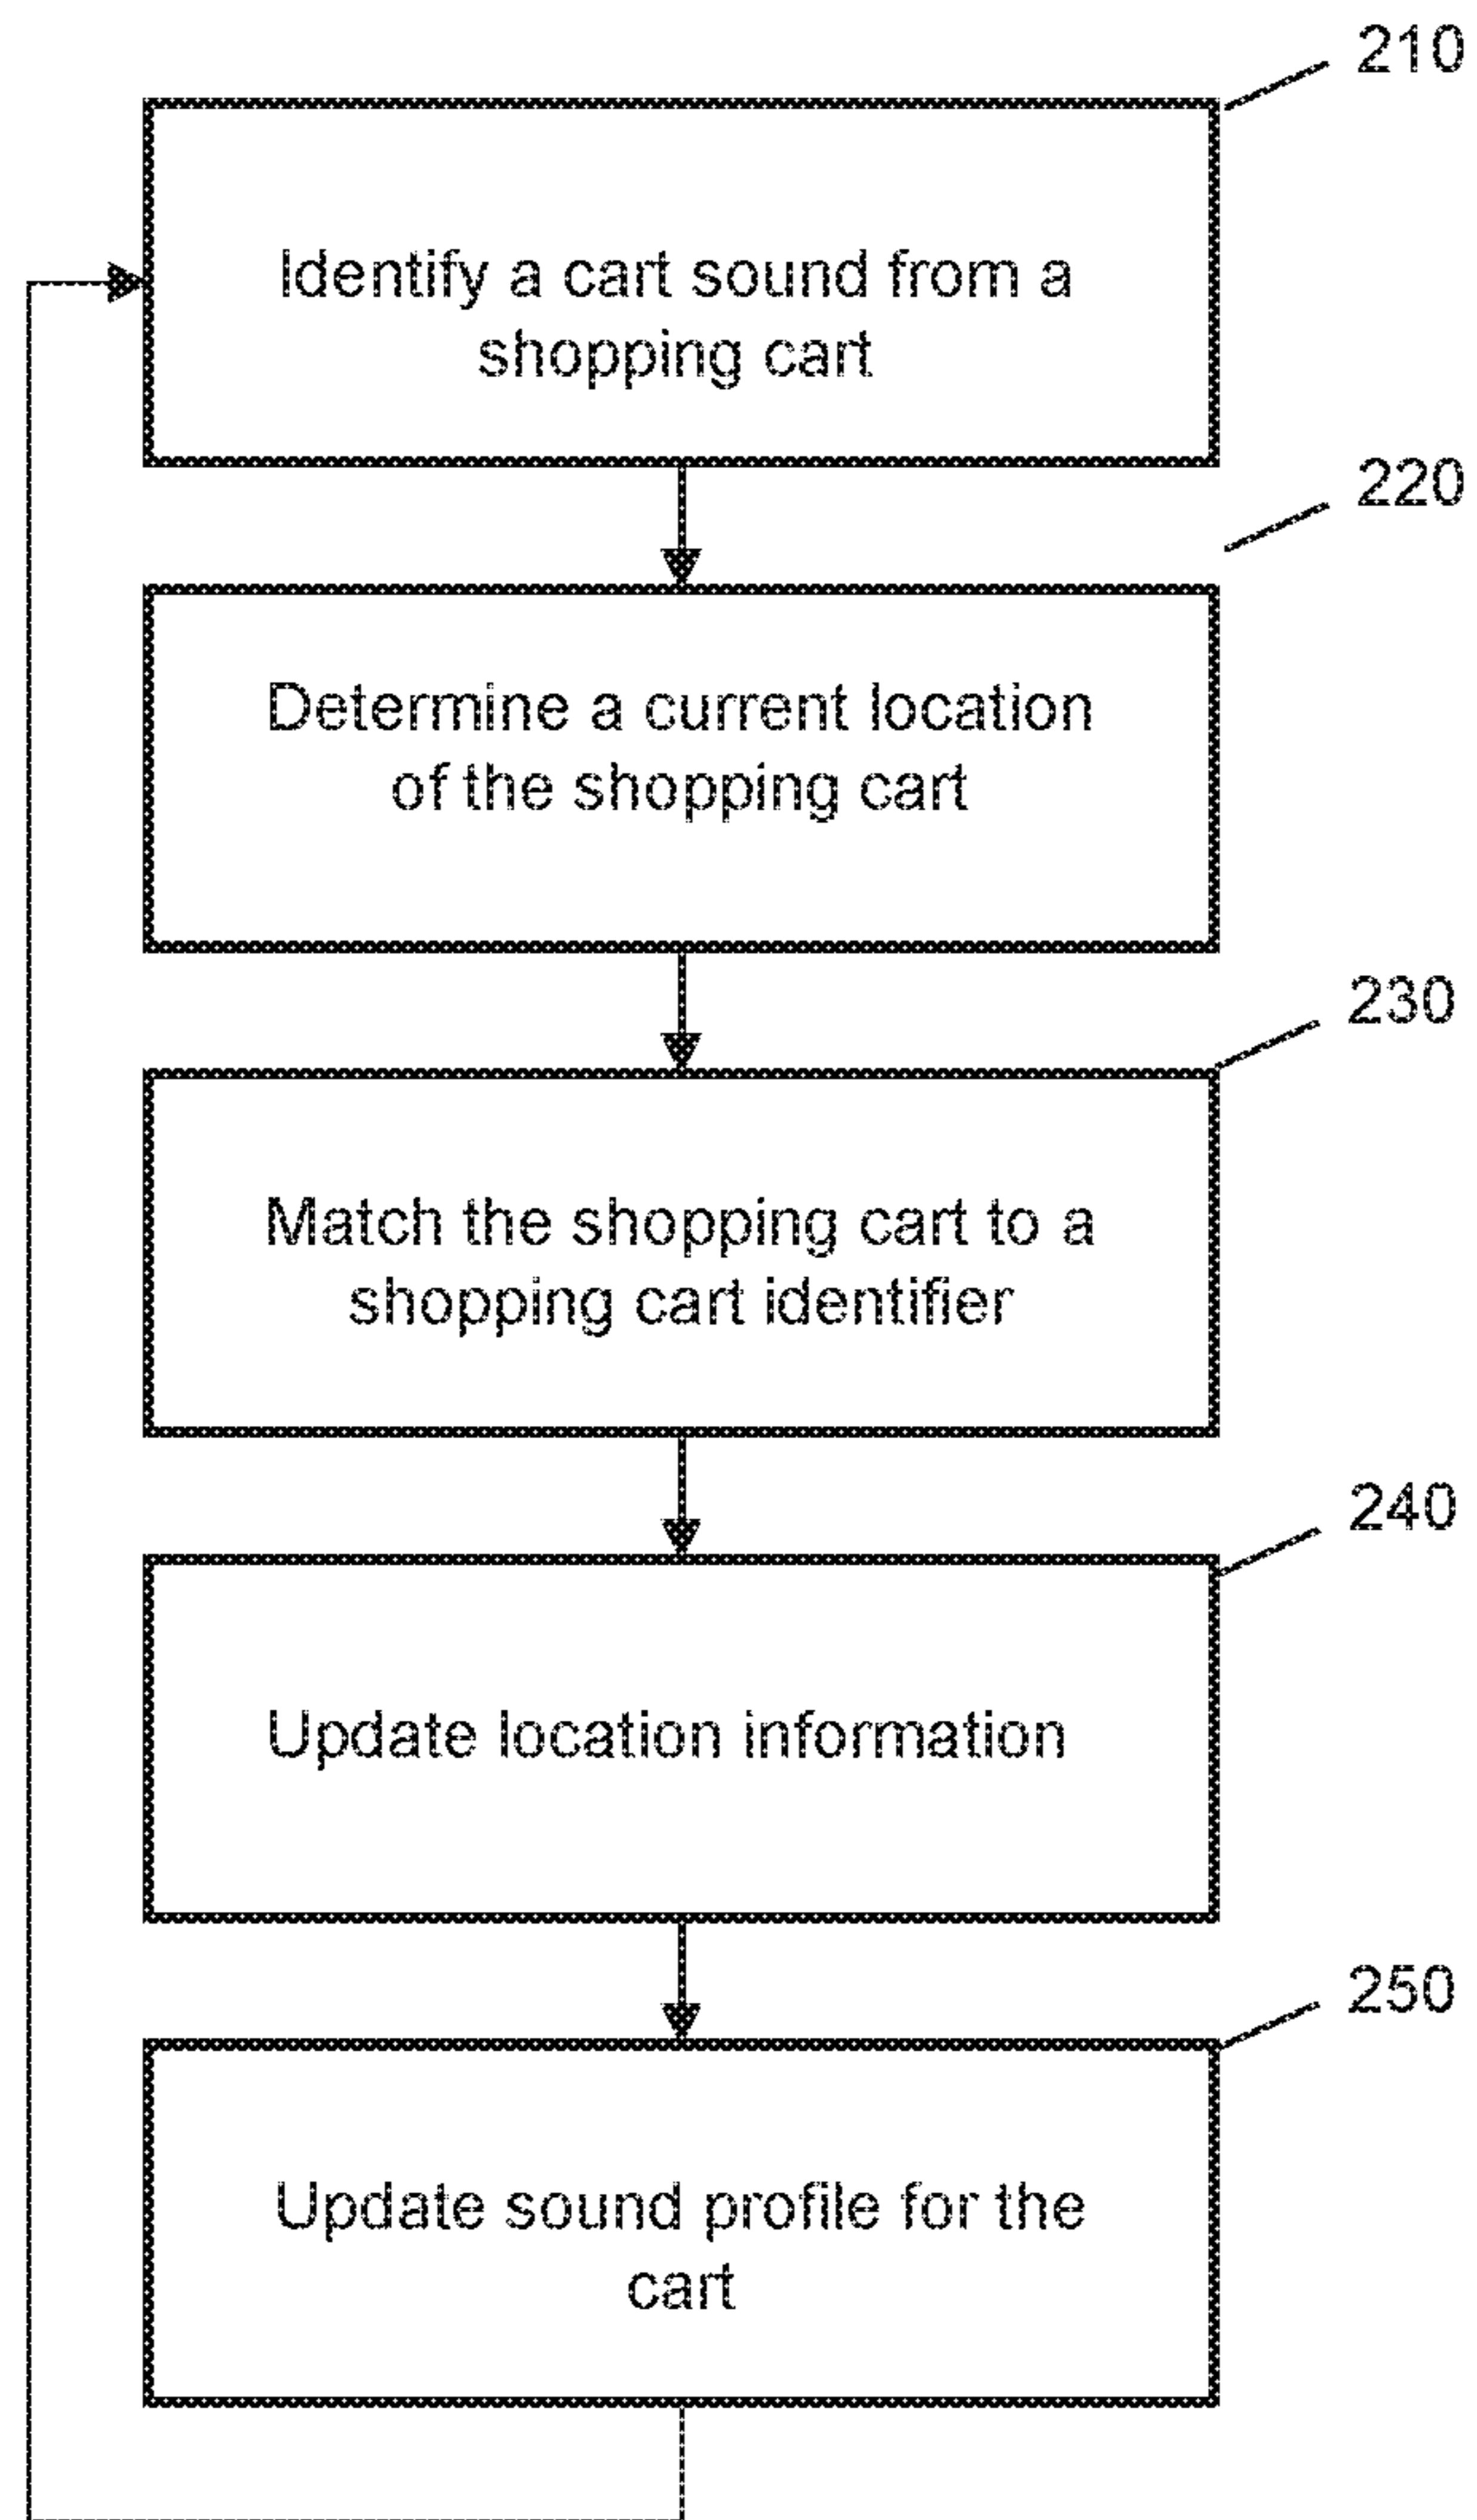 210
Identify a cart sound from a
shopping cart
220
Determine a current location
of the shopping cart
230
Match the shopping cart to a
shopping cart identifier
240
Update location information
250
Update sound profile for the
cart